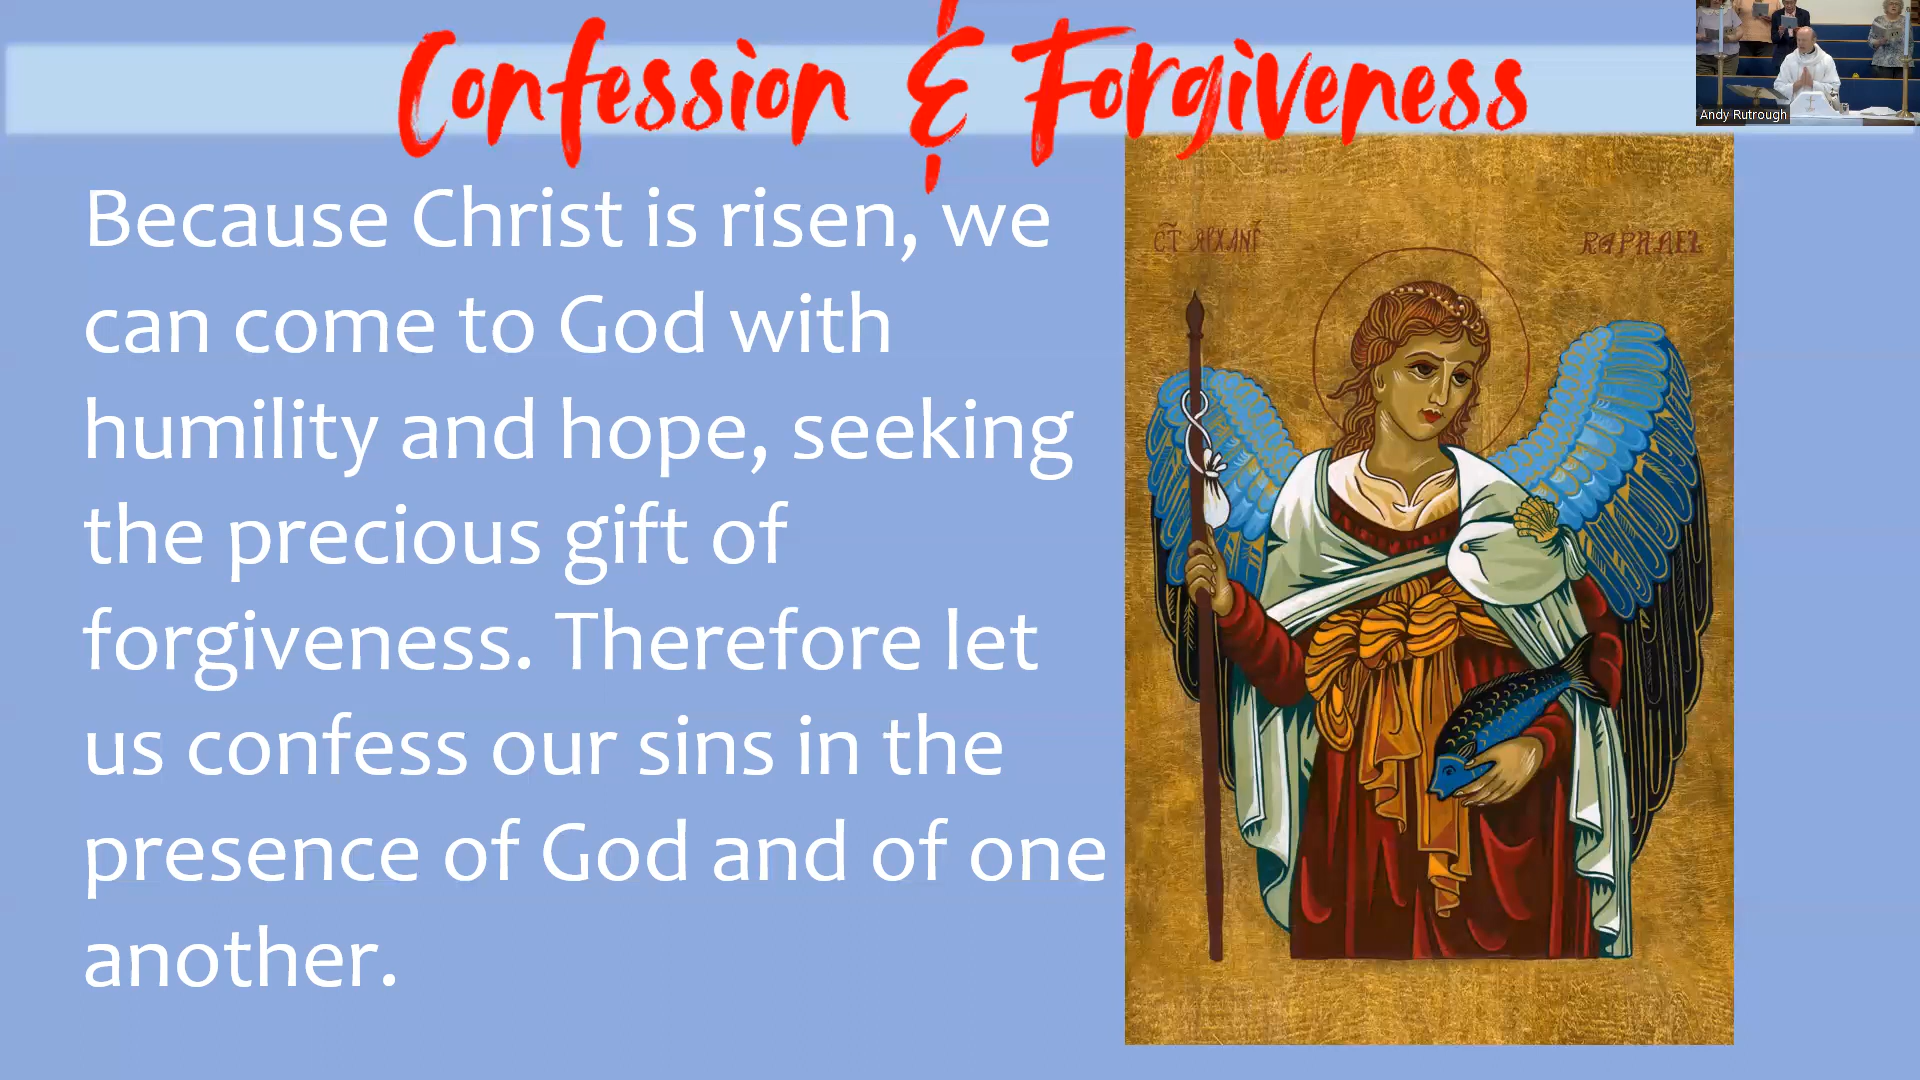 Confession & Forgiveness
Andy Rutrough
Because Christ is risen, we
can come to God with
humility and hope, seeking
the precious gift of
forgiveness. Therefore let
us confess our sins in the
presence of God and of one
another.